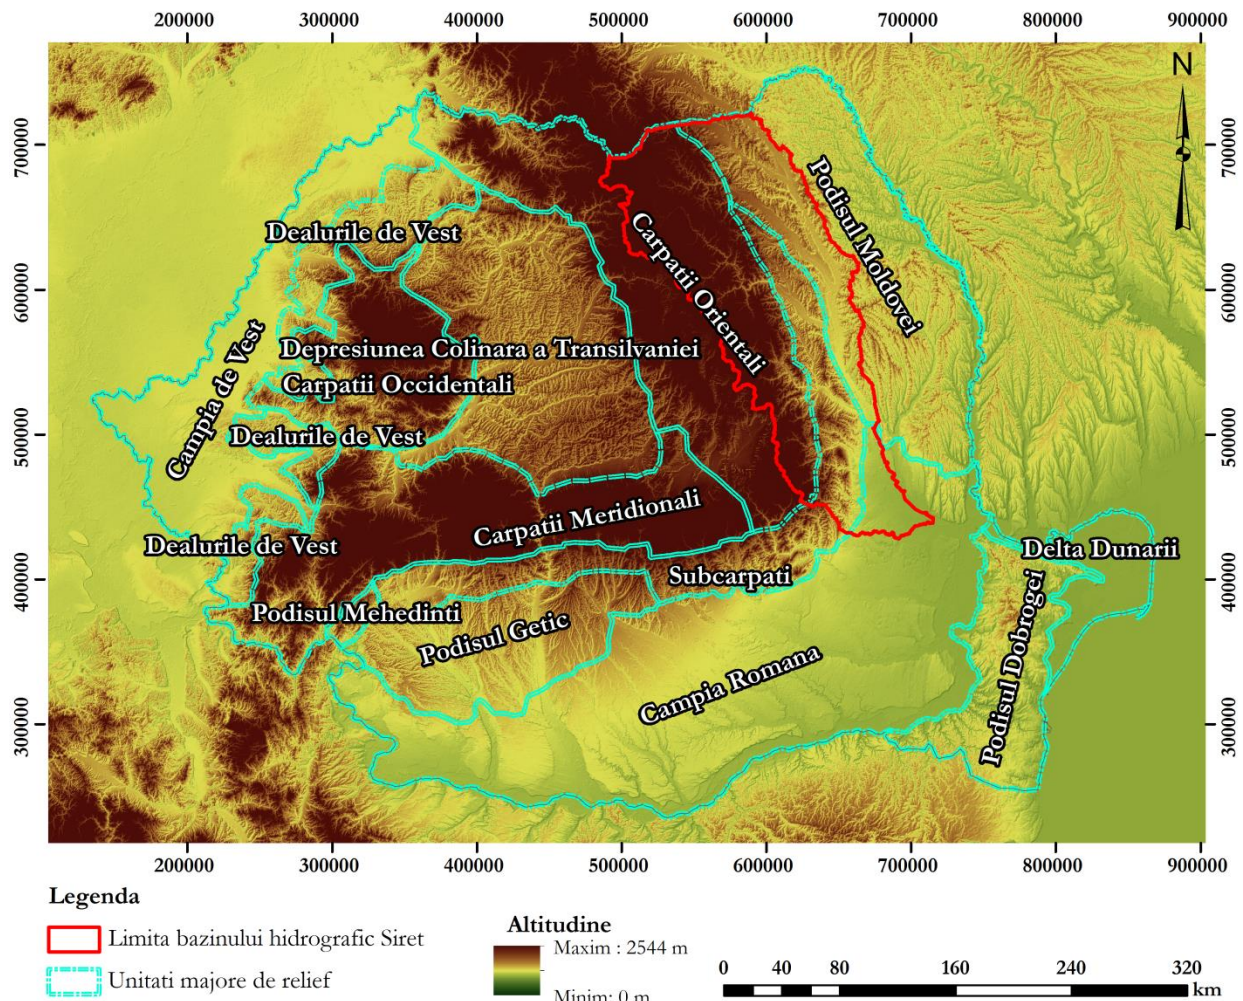 200000 300000 400000 500000 600000 700000 800000 900000
N
700000 700000
600000 600000
500000 500000
400000 400000
300000 300000
Podisul Moldovei
Dealurile de Vest
Carpatii Orientali
Campia de Vest
Depresiunea Colinara a Transilvaniei
Carpatii Occidentali
Dealurile de Vest
Carpatii Meridionali
Dealurile de Vest
Delta Dunarii
Subcarpati
Podisul Mehedinti
Podisul Getic
Podisul Dobrogei
Campia Romana
200000 300000 400000 500000 600000 700000 800000 900000
Legenda
Limita bazinului hidrografic Siret
Unitati majore de relief
Altitudine
Maxim : 2544 m
Minim: 0 m
0 40 80 160 240 320
km